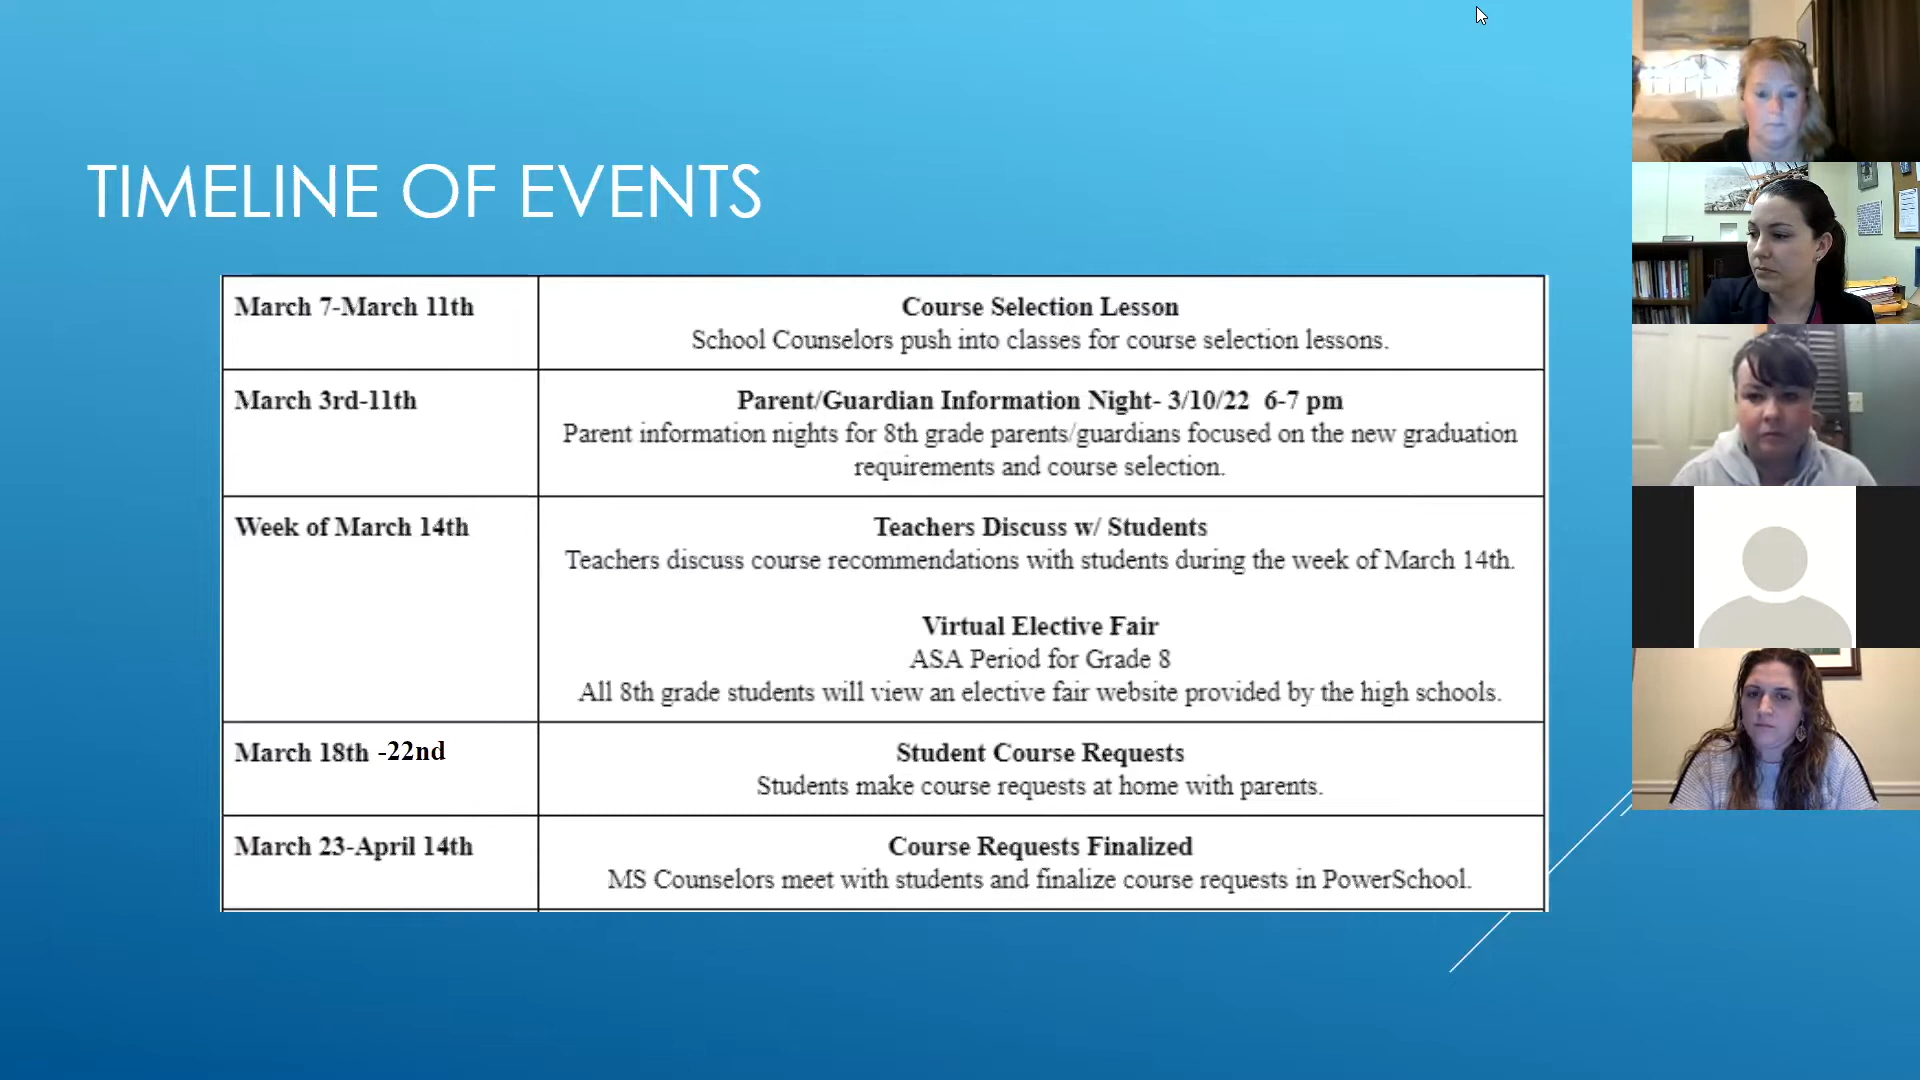 TIMELINE OF EVENTS
March 7-March 11th
Course Selection Lesson
School Counselors push into classes for course selection lessons.
March 3rd-11th
Parent/Guardian Information Night- 3/10/22  6-7 pm
Parent information nights for 8th grade parents/guardians focused on the new graduation
requirements and course selection.
Week of March 14th
Teachers Discuss w/ Students
Teachers discuss course recommendations with students during the week of March 14th.
Virtual Elective Fair
ASA Period for Grade 8
All 8th grade students will view an elective fair website provided by the high schools.
March 18th -22nd
Student Course Requests
Students make course requests at home with parents.
March 23-April 14th
Course Requests Finalized
MS Counselors meet with students and finalize course requests in PowerSchool.